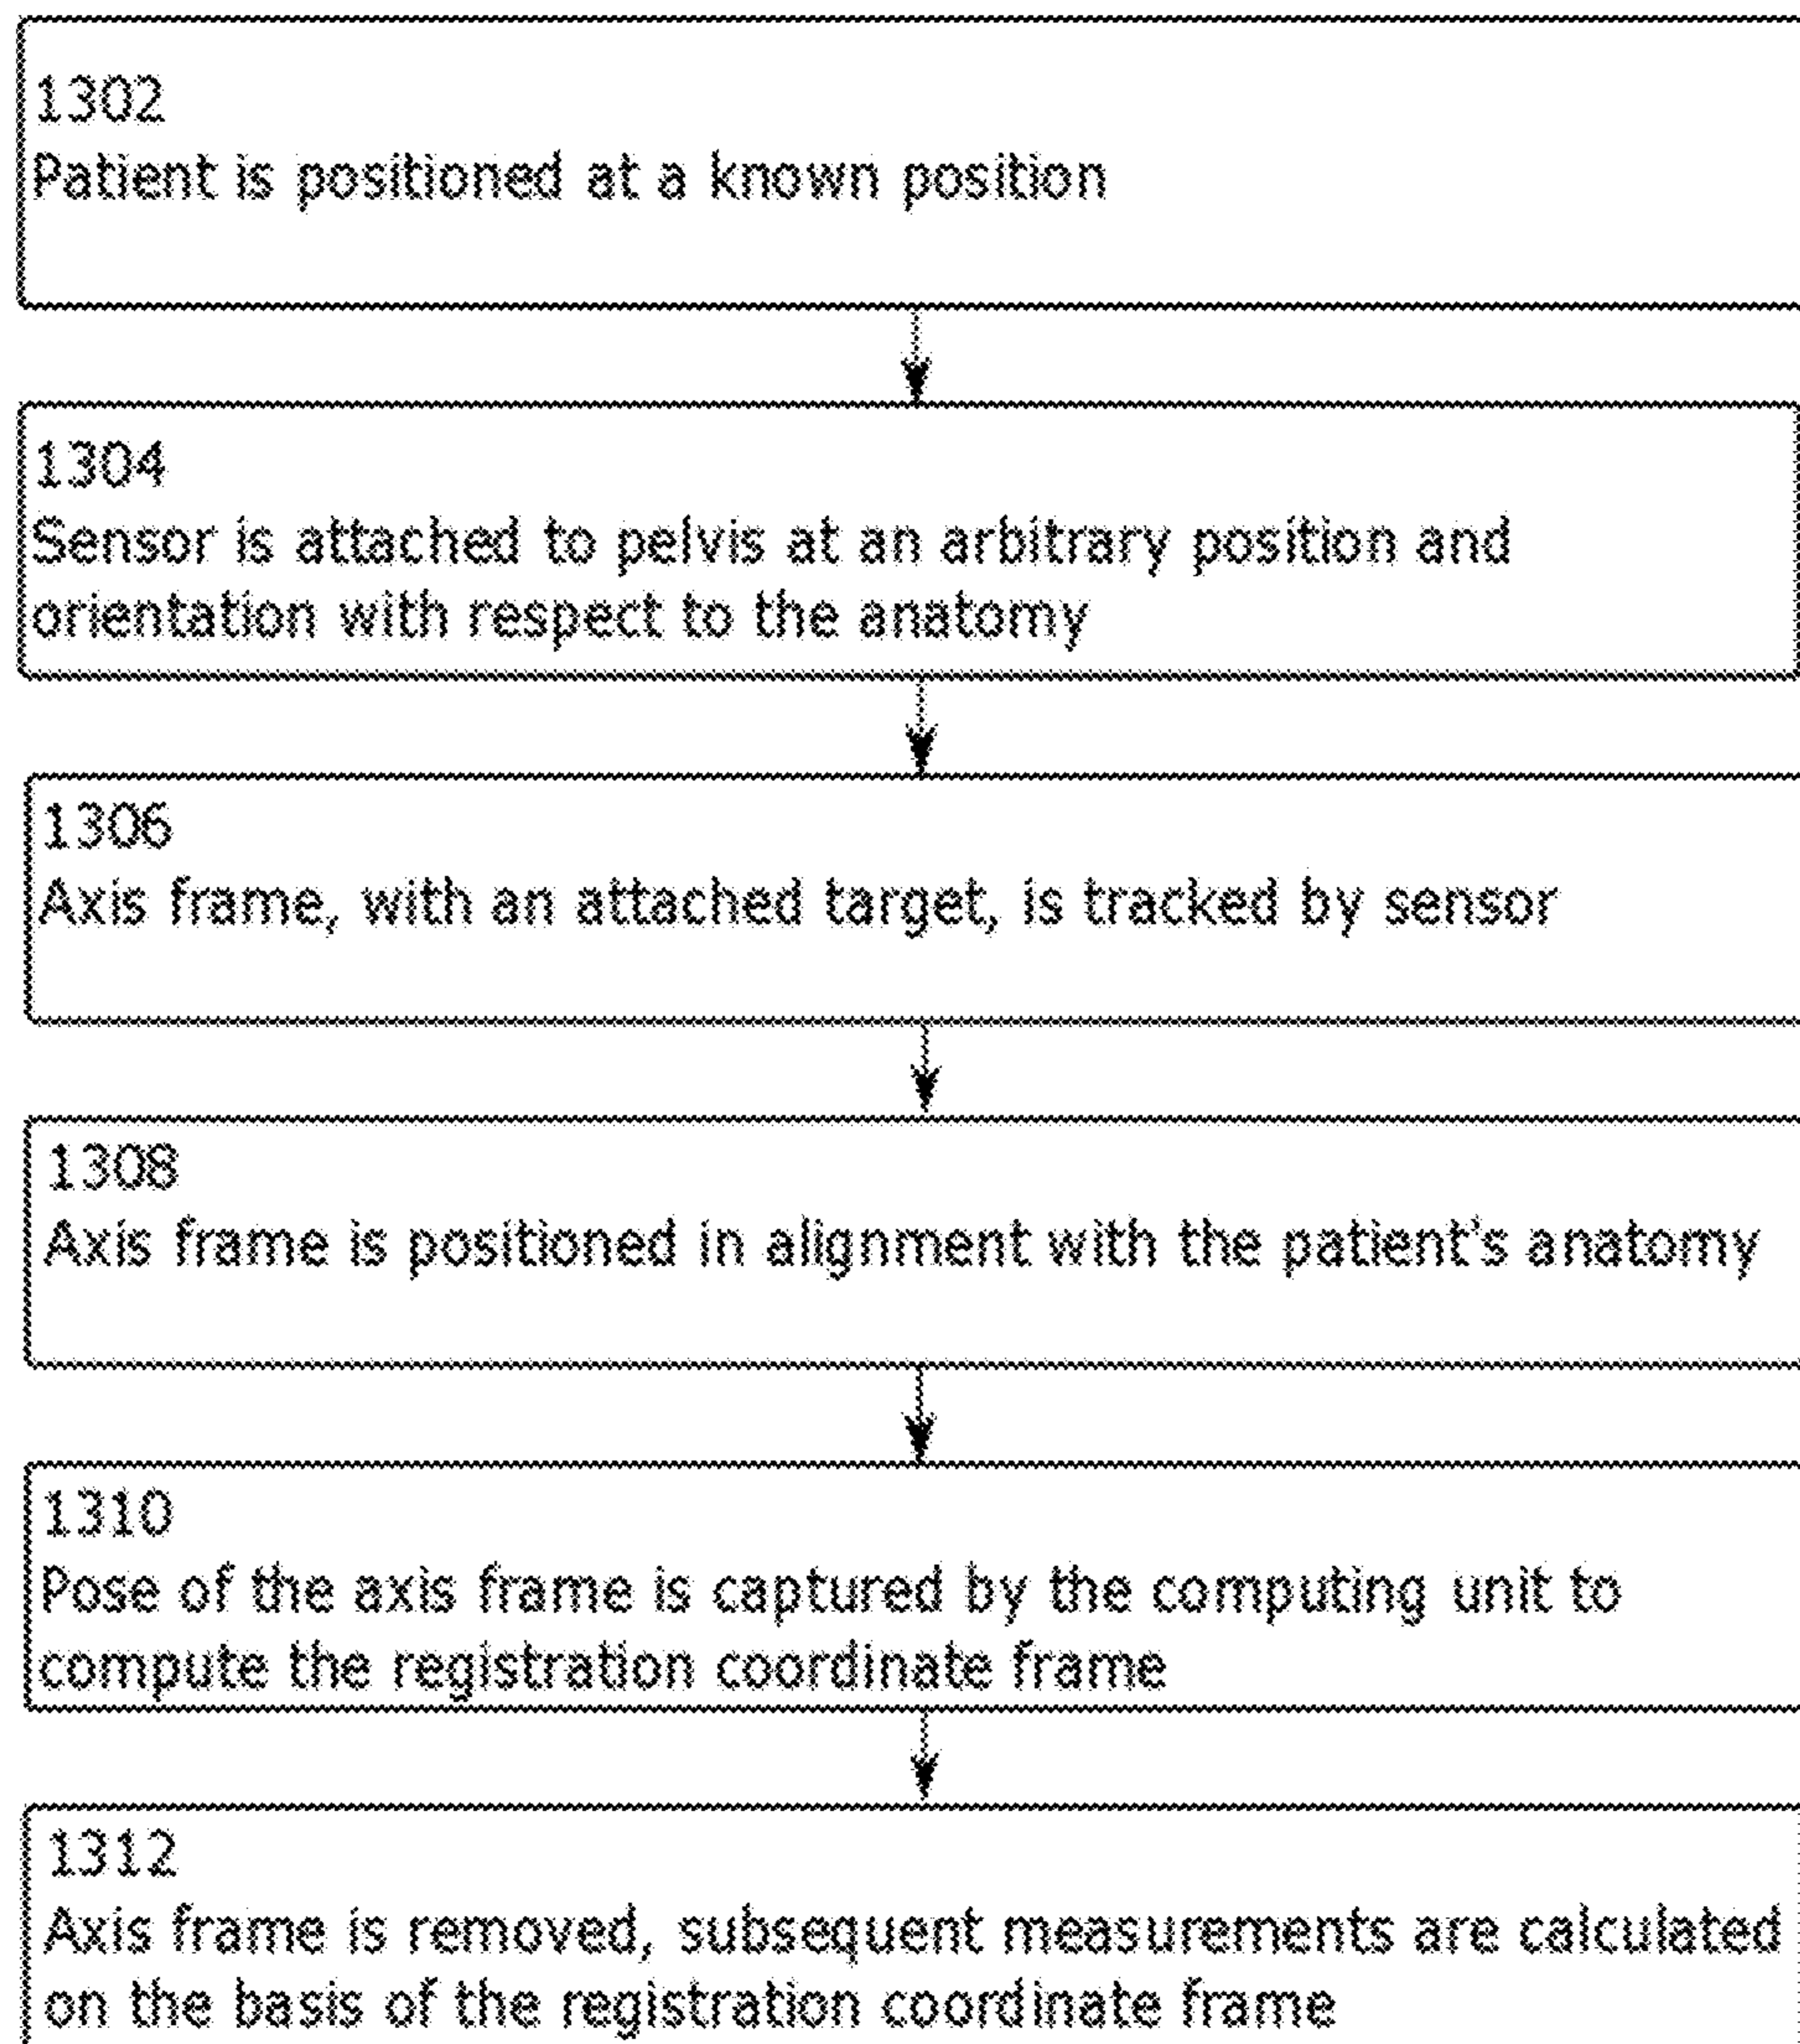 1302
Patient is positioned at a known position
1304
Sensor is attached to pelvis at an arbitrary position and
orientation with respect to the anatomy
1306
Axis frame, with an attached target, is tracked by sensor
1308
Axis frame is positioned in alignment with the patient's anatomy
1310
Pose of the axis frame is captured by the computing unit to
compute the registration coordinate frame
1312
Axis frame is removed, subsequent measurements are calculated
on the basis of the registration coordinate frame